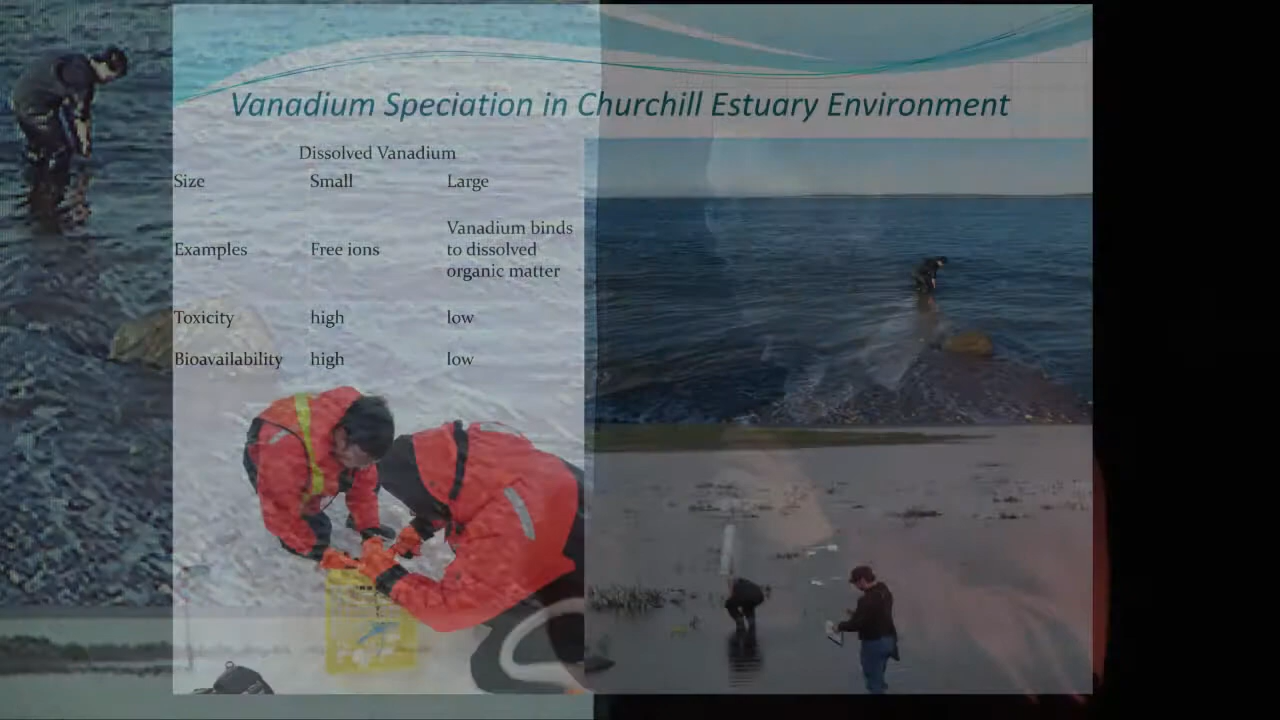 Vanadium Speciation in Churchill Estuary Environment
Dissolved Vanadium
Size Small Large
Vanadium binds
Examples Free ions to dissolved
organic matter
Toxicity high low
Bioavailability high low